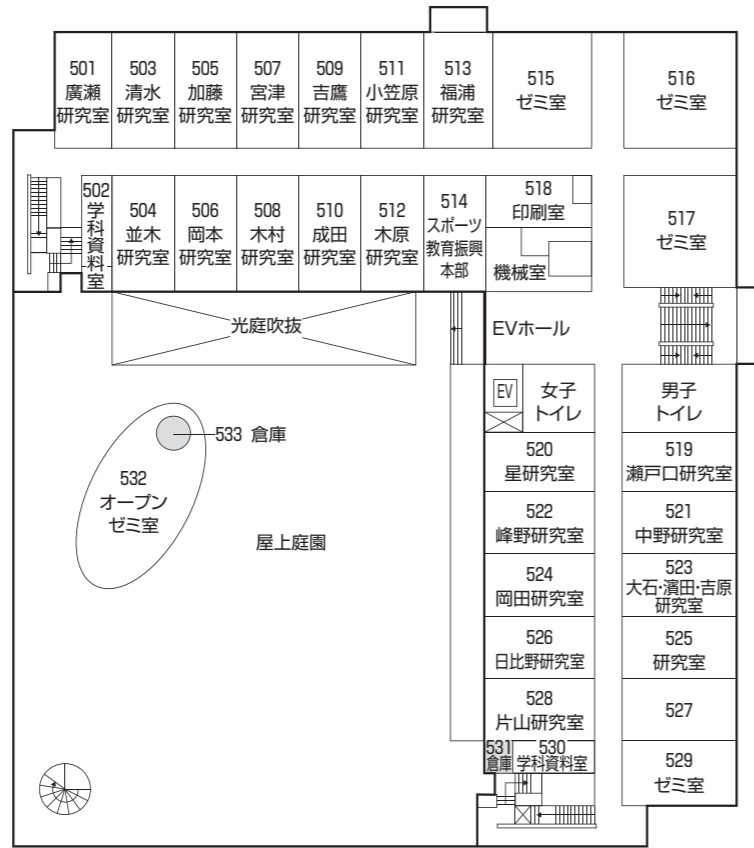 501
廣瀬
研究室
503
清水
研究室
505
加藤
研究室
507
宮津
研究室
509
吉鷹
研究室
511
小笠原
研究室
513
福浦
研究室
515
ゼミ室
516
ゼミ室
502
学科資料室
504
並木
研究室
506
岡本
研究室
508
木村
研究室
510
成田
研究室
512
木原
研究室
514
スポーツ
教育振興
本部
518
印刷室
機械室
517
ゼミ室
光庭吹抜
EVホール
EV
女子
トイレ
男子
トイレ
533 倉庫
532
オープン
ゼミ室
屋上庭園
520
星研究室
519
瀬戸口研究室
522
峰野研究室
521
中野研究室
524
岡田研究室
523
大石・濱田・吉原
研究室
526
日比野研究室
525
研究室
528
片山研究室
527
531
倉庫
530
学科資料室
529
ゼミ室